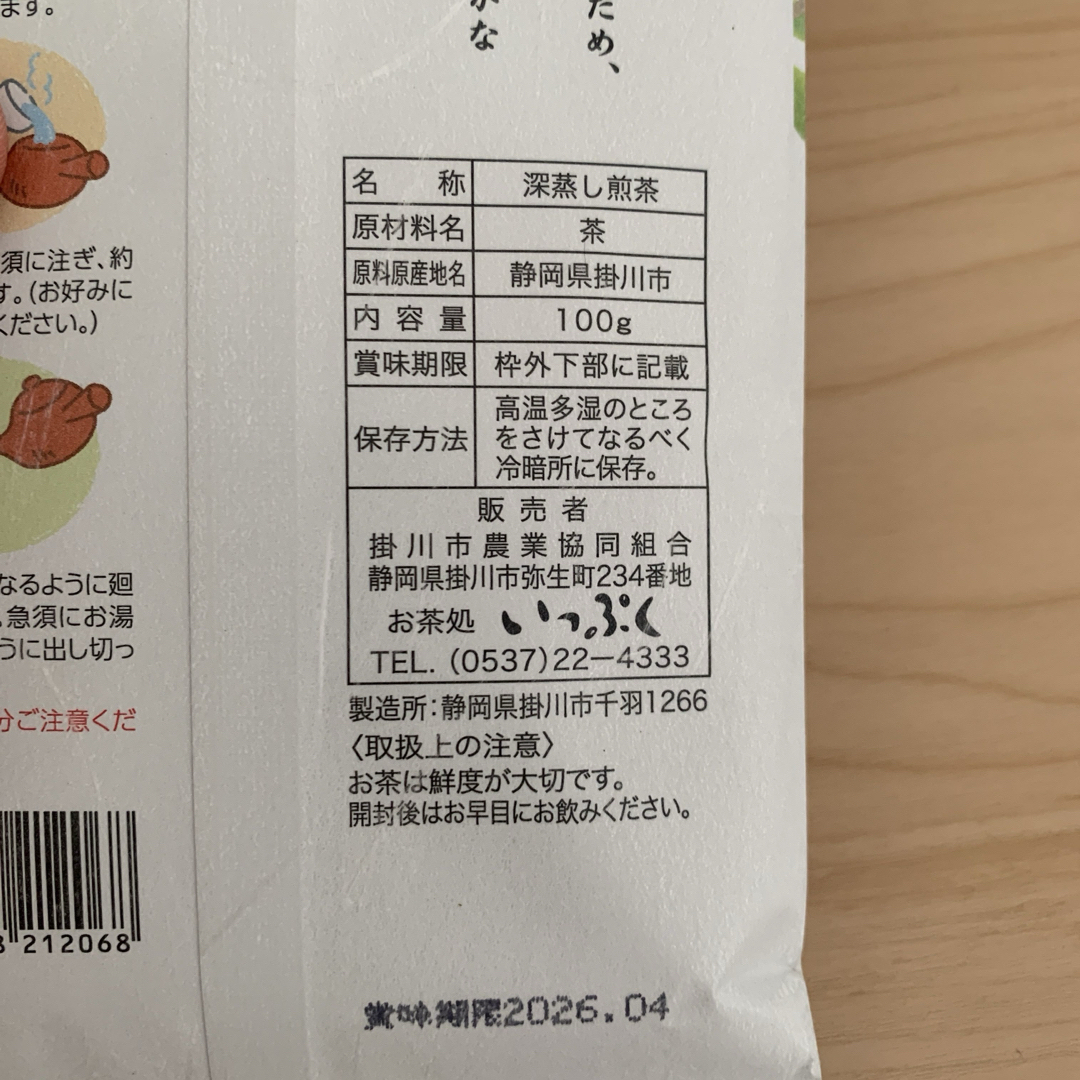 ため、
な
ます。
須に注ぎ、約
す。(お好みに
ください。)
なるように廻
、急須にお湯
うに出し切っ
分ご注意くだ
212068
名称 深蒸し煎茶
原材料名 茶
原料原産地名 静岡県掛川市
内容量 100g
賞味期限 枠外下部に記載
保存方法 高温多湿のところ
をさけてなるべく
冷暗所に保存。
販売者
掛川市農業協同組合
静岡県掛川市弥生町234番地
お茶処 いっぷく
TEL. (0537)22-4333
製造所:静岡県掛川市千羽1266
〈取扱上の注意〉
お茶は鮮度が大切です。
開封後はお早目にお飲みください。
賞味期限2026.04